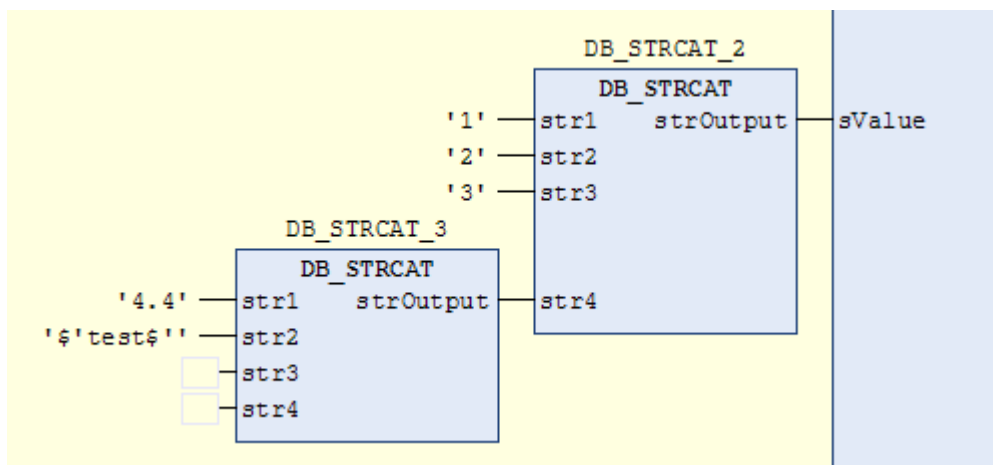 DB_STRCAT_2
DB_STRCAT
'1' str1 strOutput sValue
'2' str2
'3' str3
DB_STRCAT_3
DB_STRCAT
'4.4' str1 strOutput str4
'$'test$'' str2
str3
str4